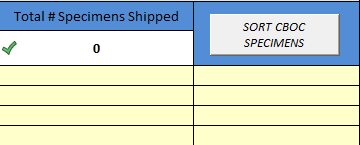 Total # Specimens Shipped
0
SORT CBOC
SPECIMENS